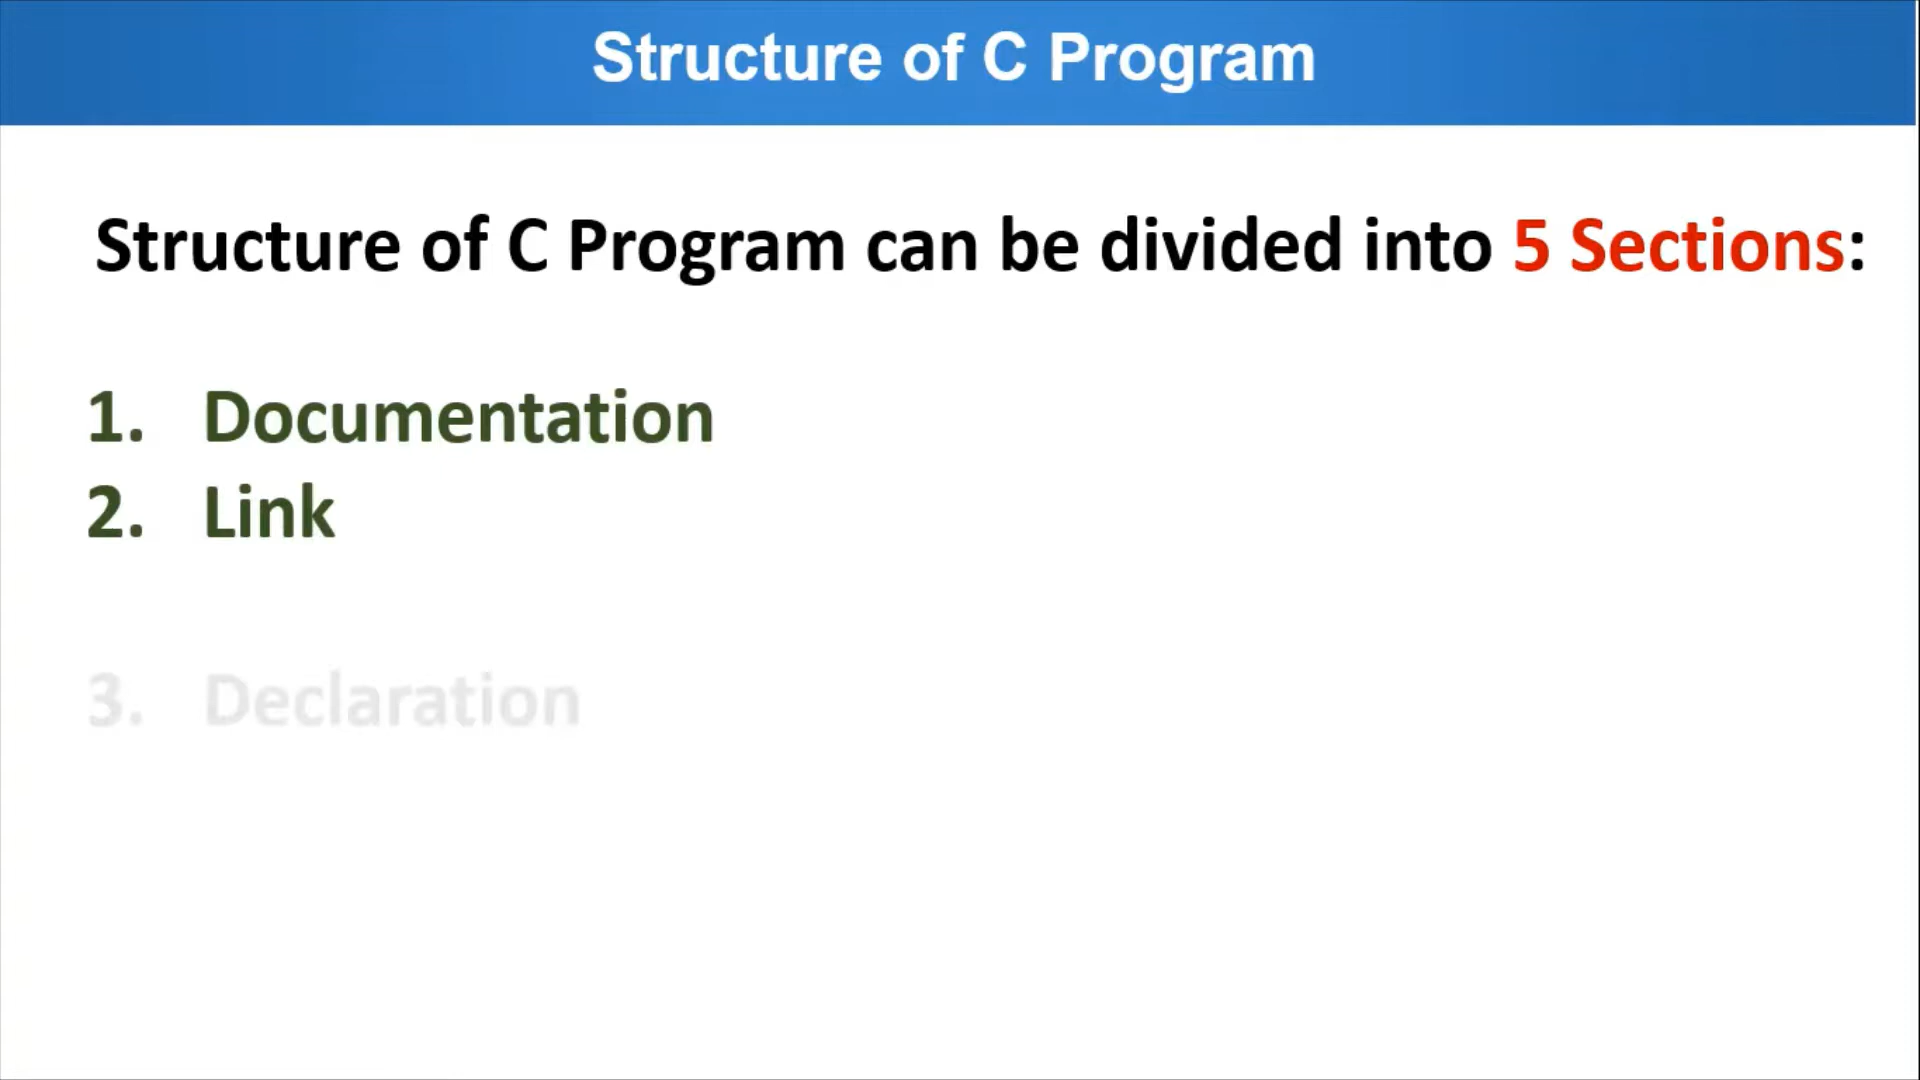 Structure of C Program
Structure of C Program can be divided into 5 Sections:
1. Documentation
2. Link
3. Declaration